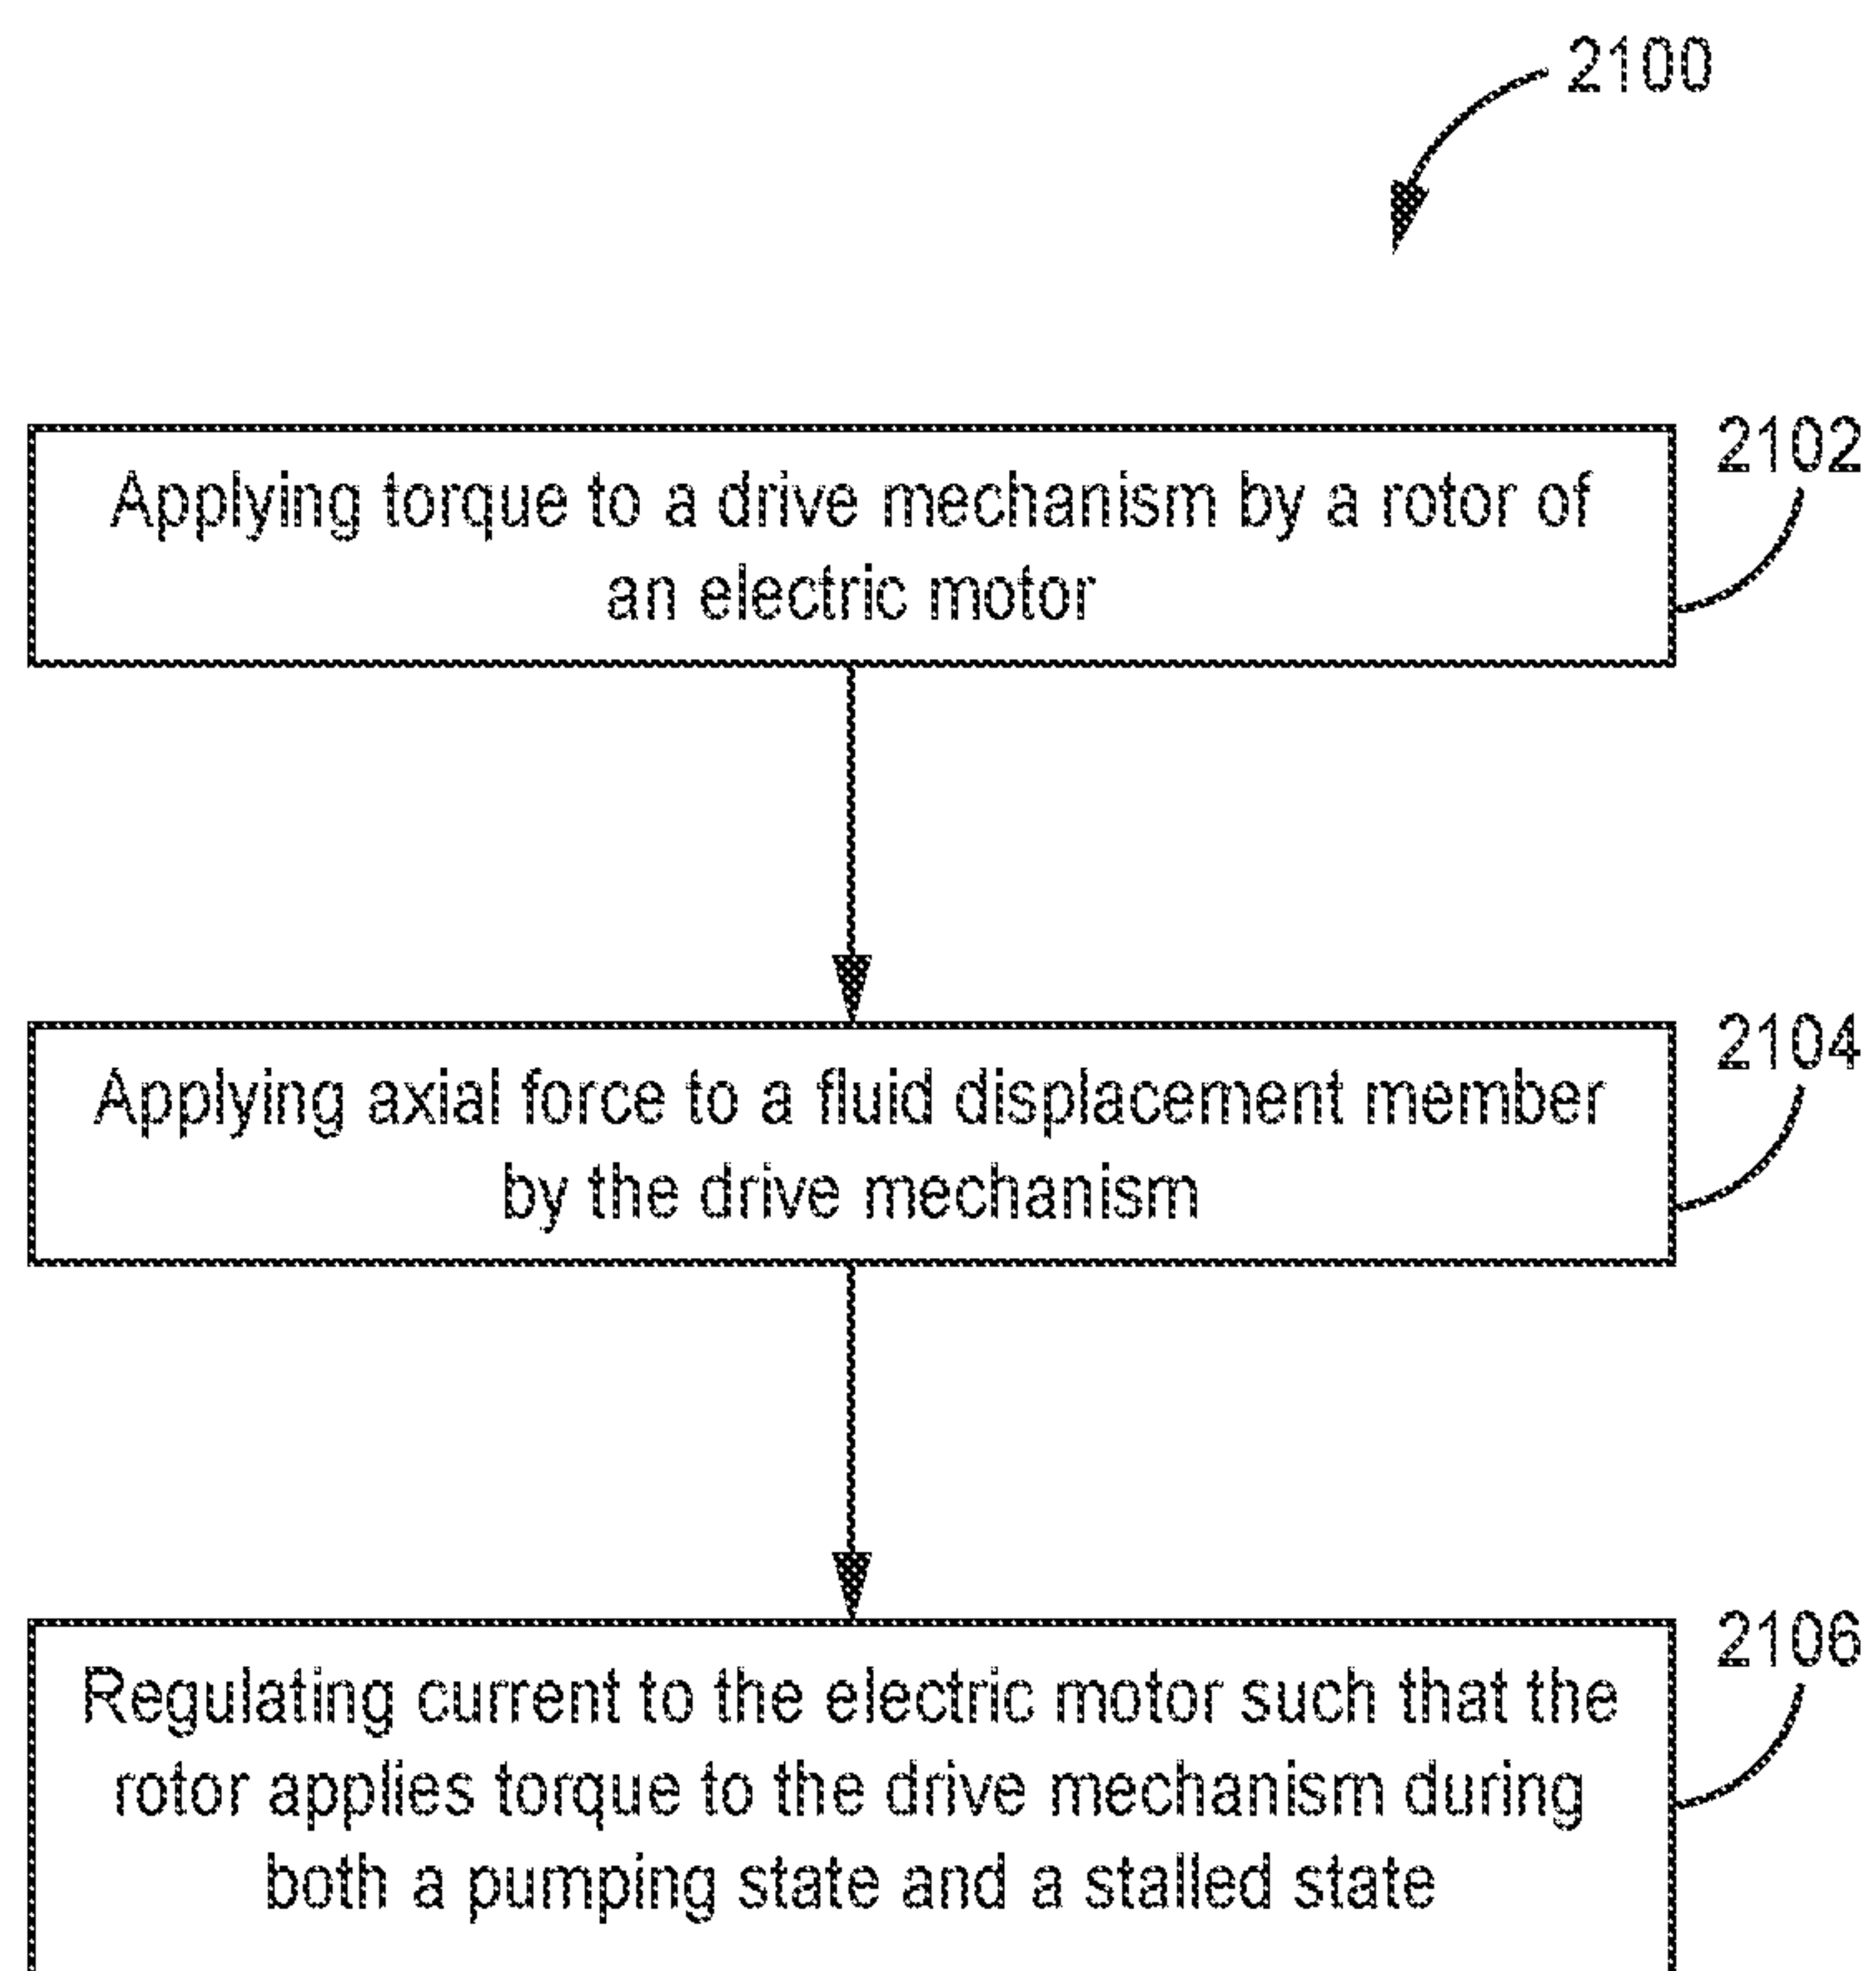 2100
2102
Applying torque to a drive mechanism by a rotor of
an electric motor
2104
Applying axial force to a fluid displacement member
by the drive mechanism
2106
Regulating current to the electric motor such that the
rotor applies torque to the drive mechanism during
both a pumping state and a stalled state